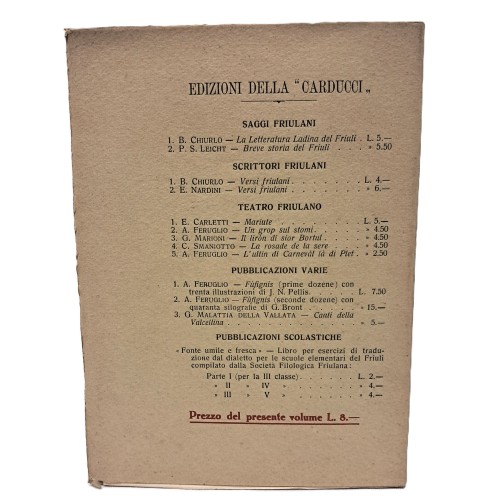 EDIZIONI DELLA "CARDUCCI„
SAGGI FRIULANI
1. B. CHIURLO — La Letteratura Ladina del Friuli . L. 5.—
2. P. S. LEICHT — Breve storia del Friuli . . . . » 5.50
SCRITTORI FRIULANI
1. B. CHIURLO — Versi friulani . . . . . . . . L. 4.—
2. E. NARDINI — Versi friulani . . . . . . . . » 6.—
TEATRO FRIULANO
1. E. CARLETTI — Mariute . . . . . . . . . L. 5.—
2. A. FERUGLIO — Un grop sul stomi . . . . . . » 4.50
3. G. MARIONI — Il lirón di sior Bortul . . . . . » 4.50
4. C. SMANIOTTO — La rosade de la sere . . . . » 4.50
5. A. FERUGLIO — L'ultin di Carnevâl là di Plet . » 2.50
PUBBLICAZIONI VARIE
1. A. FERUGLIO — Fûfignis (prime dozene) con
trenta illustrazioni di J. N. Pellis. . . . . L. 7.50
2. A. FERUGLIO — Fûfignis (seconde dozene) con
quaranta silografie di G. Bront . . . . . » 15.—
3. G. MALATTIA DELLA VALLATA — Canti della
Valcellina . . . . . . . . . . . » 5.—
PUBBLICAZIONI SCOLASTICHE
«Fonte umile e fresca» — Libro per esercizi di tradu-
zione dal dialetto per le scuole elementari del Friuli
compilato dalla Società Filologica Friulana:
Parte I (per la III classe) . . . . . . . L. 2.—
» II » IV » . . . . . . . » 4.—
» III » V » . . . . . . . » 4.—
Prezzo del presente volume L. 8.—